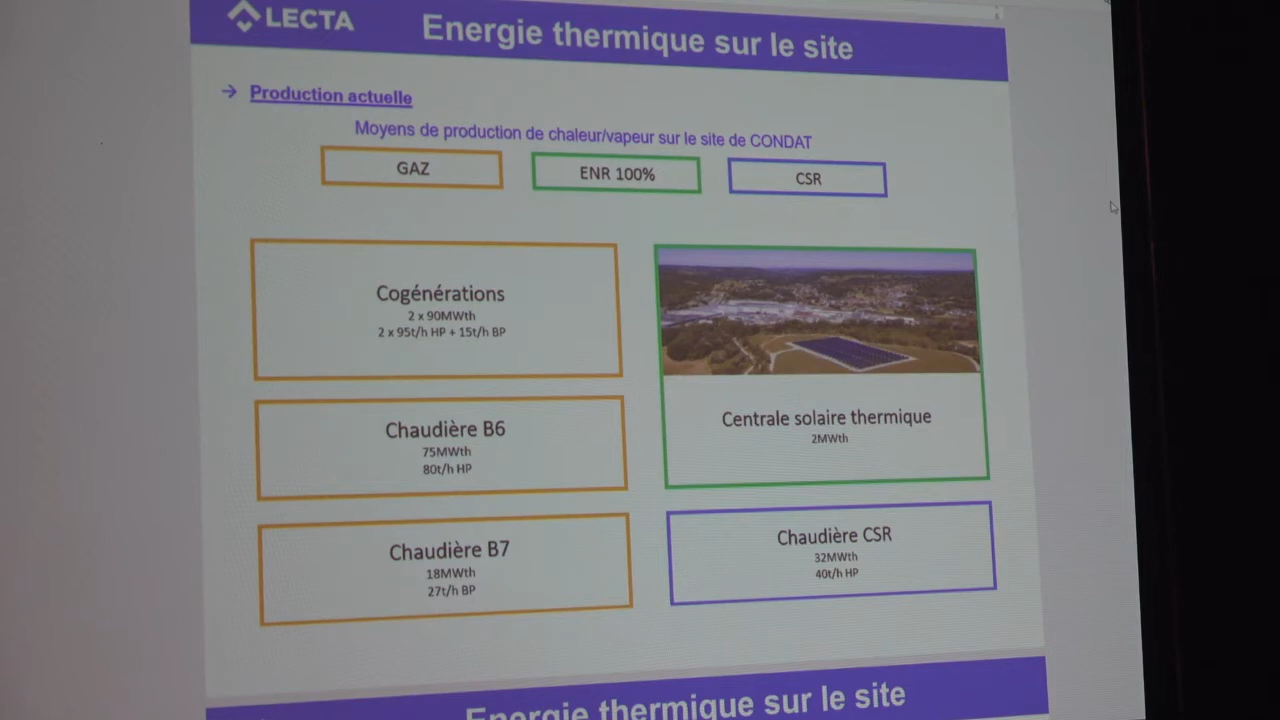 LECTA
Energie thermique sur le site
→ Production actuelle
Moyens de production de chaleur/vapeur sur le site de CONDAT
GAZ
ENR 100%
CSR
Cogénérations
2 x 90MWth
2 x 95t/h HP + 15t/h BP
Chaudière B6
75MWth
80t/h HP
Chaudière B7
18MWth
27t/h BP
Centrale solaire thermique
2MWth
Chaudière CSR
32MWth
40t/h HP
Energie thermique sur le site